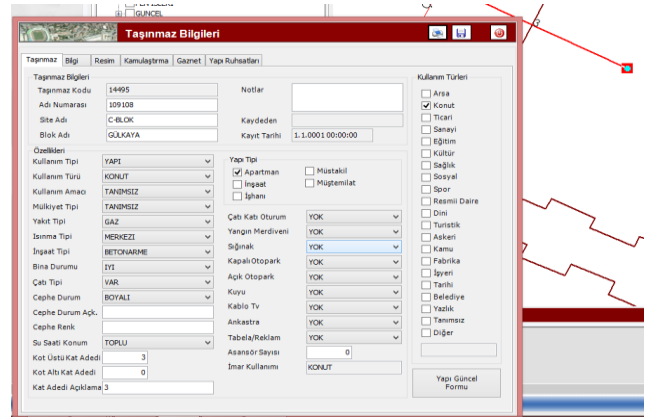 GUNCEL
Taşınmaz Bilgileri
Taşınmaz Bilgi Resim Kamulaştırma Gaznet Yapı Ruhsatları
Taşınmaz Bilgileri
Taşınmaz Kodu 14495
Adı Numarası 109108
Site Adı C-BLOK
Blok Adı GÜLKAYA
Notlar
Kaydeden
Kayıt Tarihi 1.1.0001 00:00:00
Özellikleri
Kullanım Tipi YAPI
Kullanım Türü KONUT
Kullanım Amacı TANIMSIZ
Mülkiyet Tipi TANIMSIZ
Yakıt Tipi GAZ
Isınma Tipi MERKEZI
İnşaat Tipi BETONARME
Bina Durumu IYI
Çatı Tipi VAR
Cephe Durum BOYALI
Cephe Durum Açk.
Cephe Renk
Su Saati Konum TOPLU
Kot Üstü Kat Adedi 3
Kot Altı Kat Adedi 0
Kat Adedi Açıklama 3
Yapı Tipi
Apartman Müstakil
İnşaat Müştemilat
İşhanı
Çatı Katı Oturum YOK
Yangın Merdiveni YOK
Sığınak YOK
Kapalı Otopark YOK
Açık Otopark YOK
Kuyu YOK
Kablo Tv YOK
Ankastra YOK
Tabela/Reklam YOK
Asansör Sayısı 0
İmar Kullanımı KONUT
Kullanım Türleri
Arsa
Konut
Ticari
Sanayi
Eğitim
Kültür
Sağlık
Sosyal
Spor
Resmii Daire
Dini
Turistik
Askeri
Kamu
Fabrika
İşyeri
Tarihi
Belediye
Yazlık
Tanımsız
Diğer
Yapı Güncel
Formu